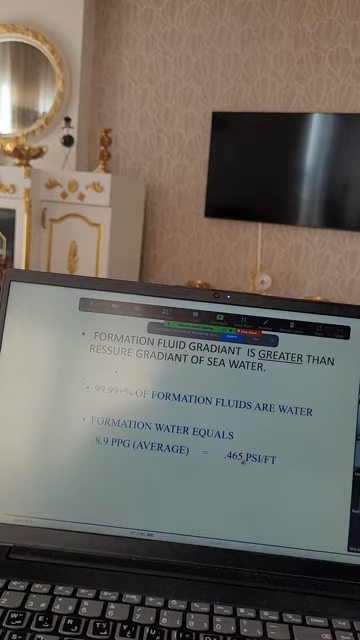 • FORMATION FLUID GRADIANT IS GREATER THAN
RESSURE GRADIANT OF SEA WATER.
• 99.99+% OF FORMATION FLUIDS ARE WATER
• FORMATION WATER EQUALS
8.9 PPG (AVERAGE) = .465 PSI/FT